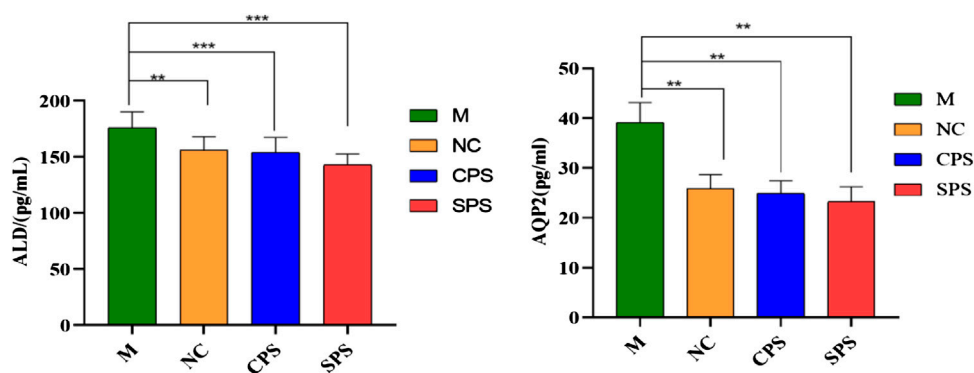 ***
***
**
ALD/(pg/mL)
200
150
100
50
0
M
NC
CPS
SPS
M
NC
CPS
SPS
**
**
**
AQP2(pg/ml)
50
40
30
20
10
0
M
NC
CPS
SPS
M
NC
CPS
SPS